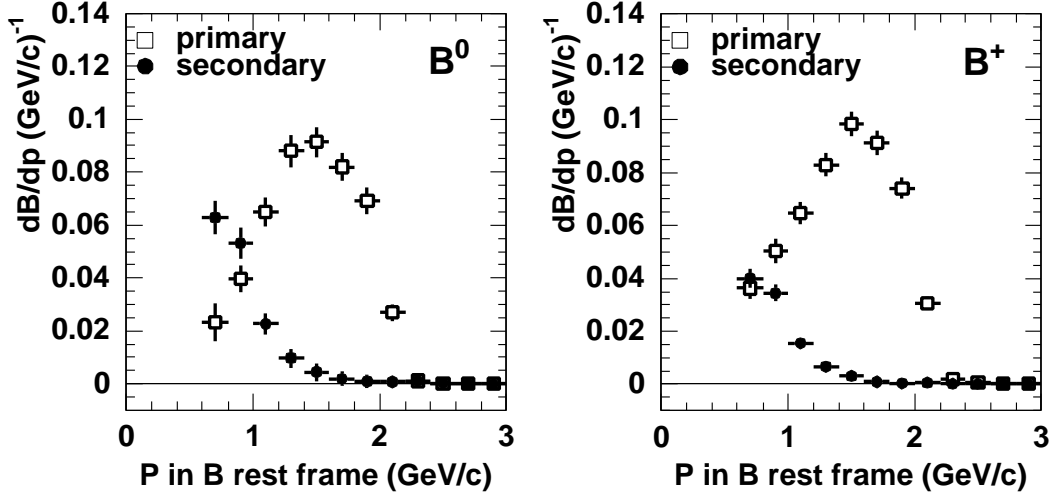 dB/dp (GeV/c)^-1
0.14
0.12
0.1
0.08
0.06
0.04
0.02
0
primary
secondary
B^0
0 1 2 3
P in B rest frame (GeV/c)
dB/dp (GeV/c)^-1
0.14
0.12
0.1
0.08
0.06
0.04
0.02
0
primary
secondary
B^+
0 1 2 3
P in B rest frame (GeV/c)